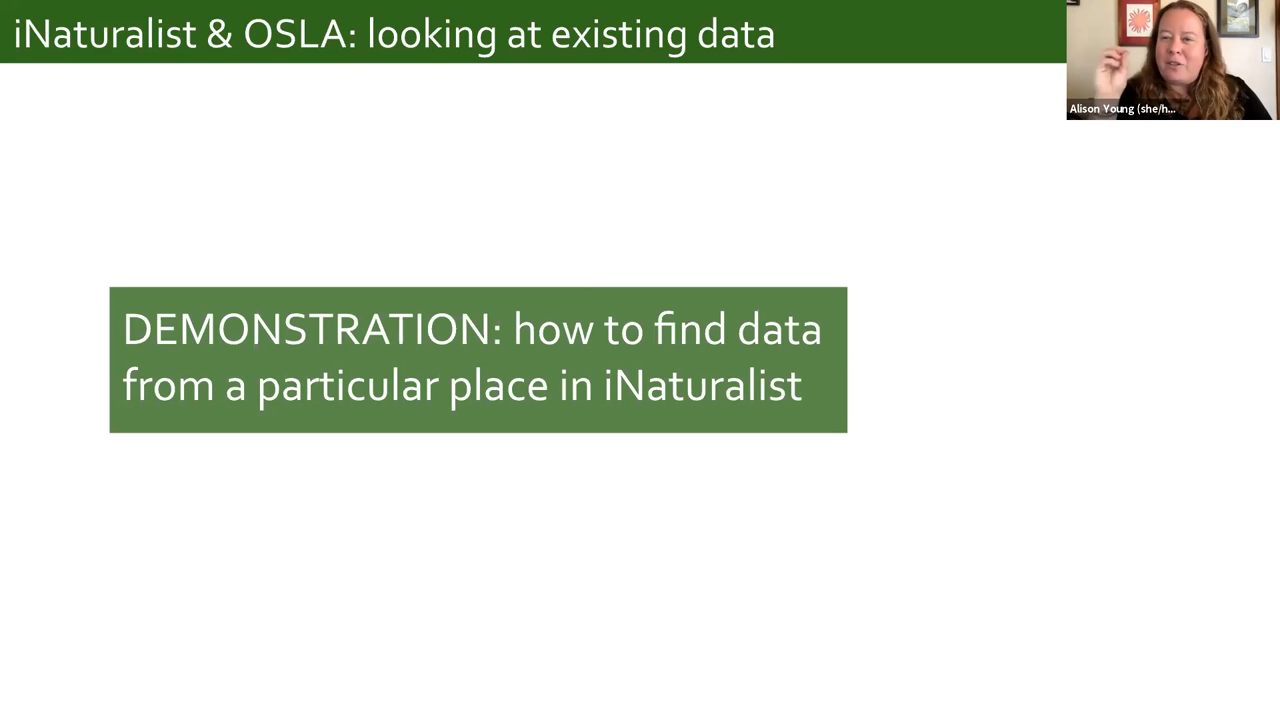 iNaturalist & OSLA: looking at existing data
Alison Young (she/h...
DEMONSTRATION: how to find data
from a particular place in iNaturalist